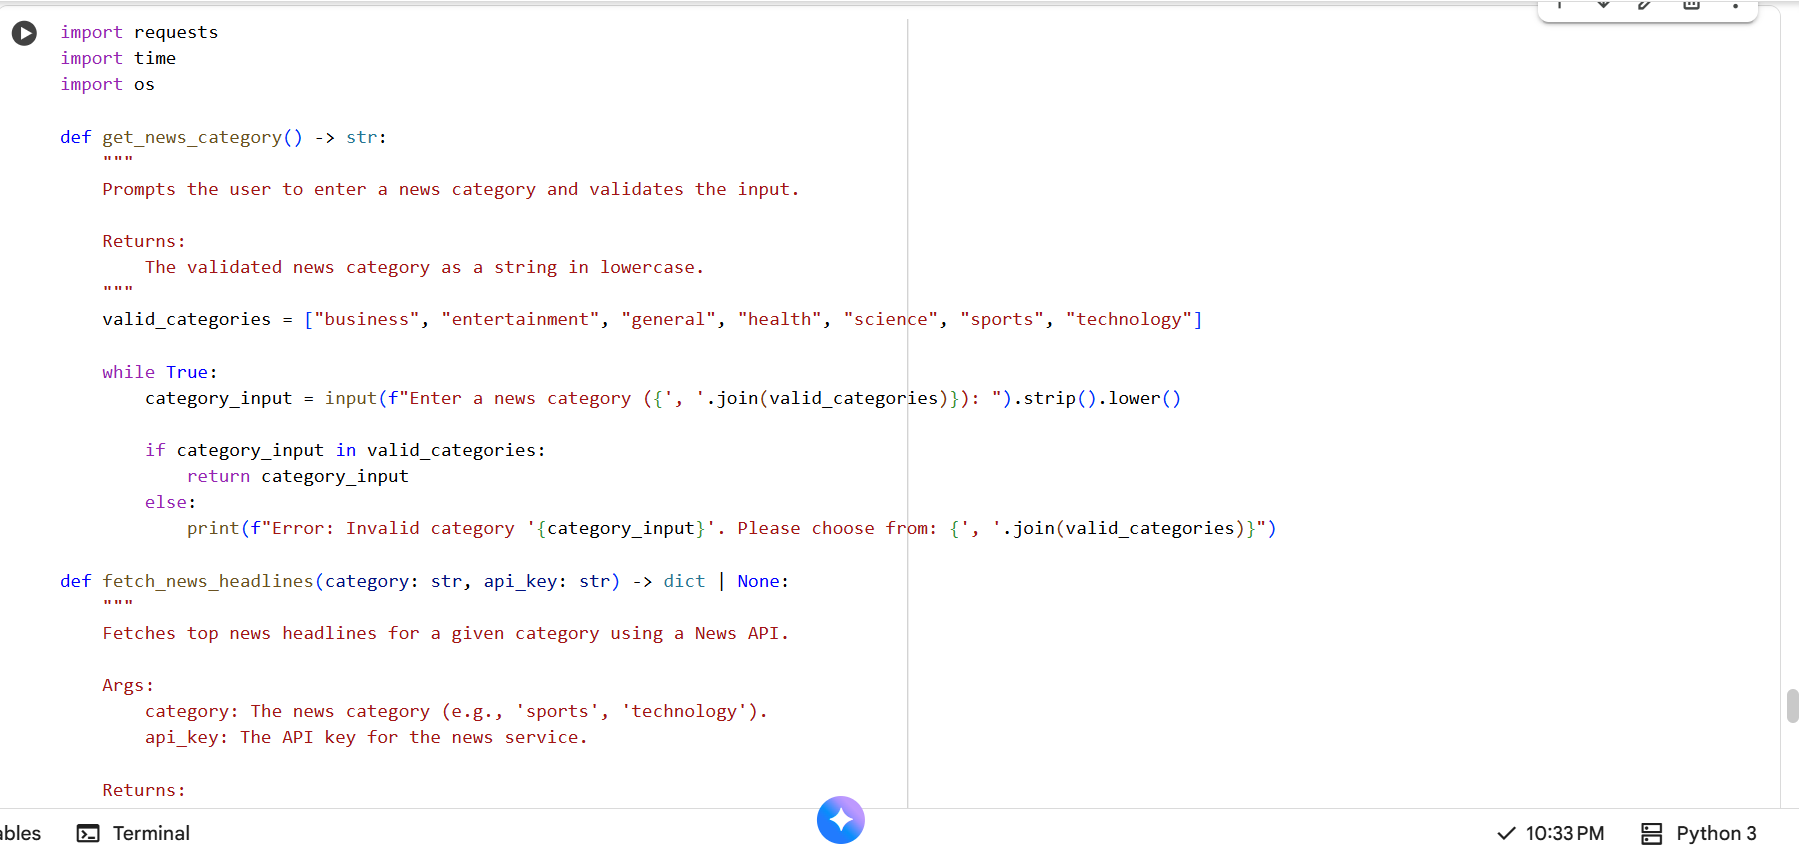 import requests
import time
import os
def get_news_category() -> str:
    """
    Prompts the user to enter a news category and validates the input.
    Returns:
        The validated news category as a string in lowercase.
    """
    valid_categories = ["business", "entertainment", "general", "health", "science", "sports", "technology"]
    while True:
        category_input = input(f"Enter a news category ({', '.join(valid_categories)}): ").strip().lower()
        if category_input in valid_categories:
            return category_input
        else:
            print(f"Error: Invalid category '{category_input}'. Please choose from: {', '.join(valid_categories)}")
def fetch_news_headlines(category: str, api_key: str) -> dict | None:
    """
    Fetches top news headlines for a given category using a News API.
    Args:
        category: The news category (e.g., 'sports', 'technology').
        api_key: The API key for the news service.
    Returns:
ables Terminal 10:33 PM Python 3